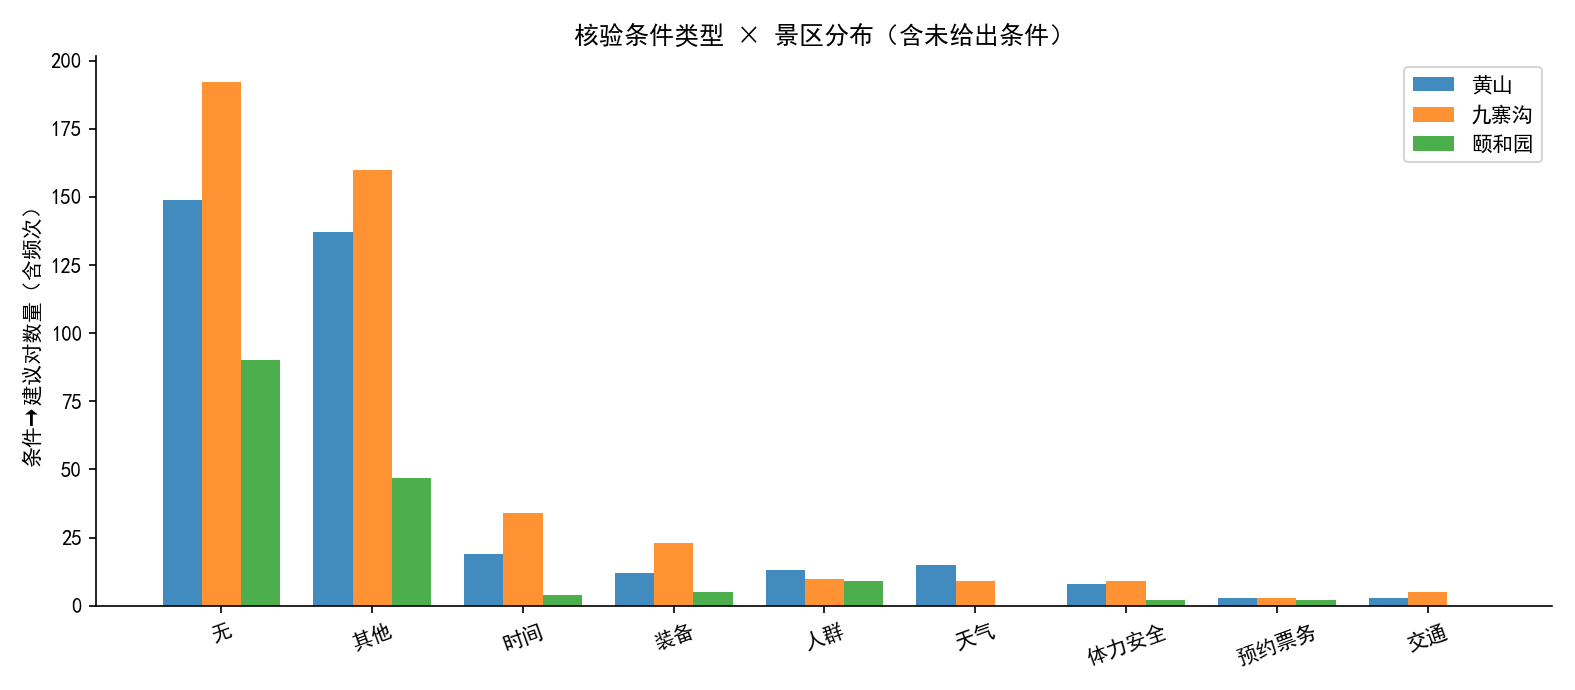 核验条件类型 × 景区分布（含未给出条件）
黄山
九寨沟
颐和园
条件→建议对数量（含频次）
200
175
150
125
100
75
50
25
0
无
其他
时间
装备
人群
天气
体力安全
预约票务
交通